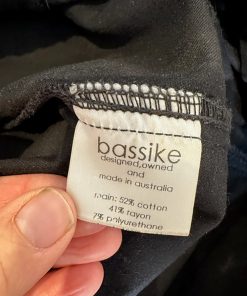 bassike
designed,owned
and
made in australia
main: 52% cotton
41% rayon
7% polyurethane